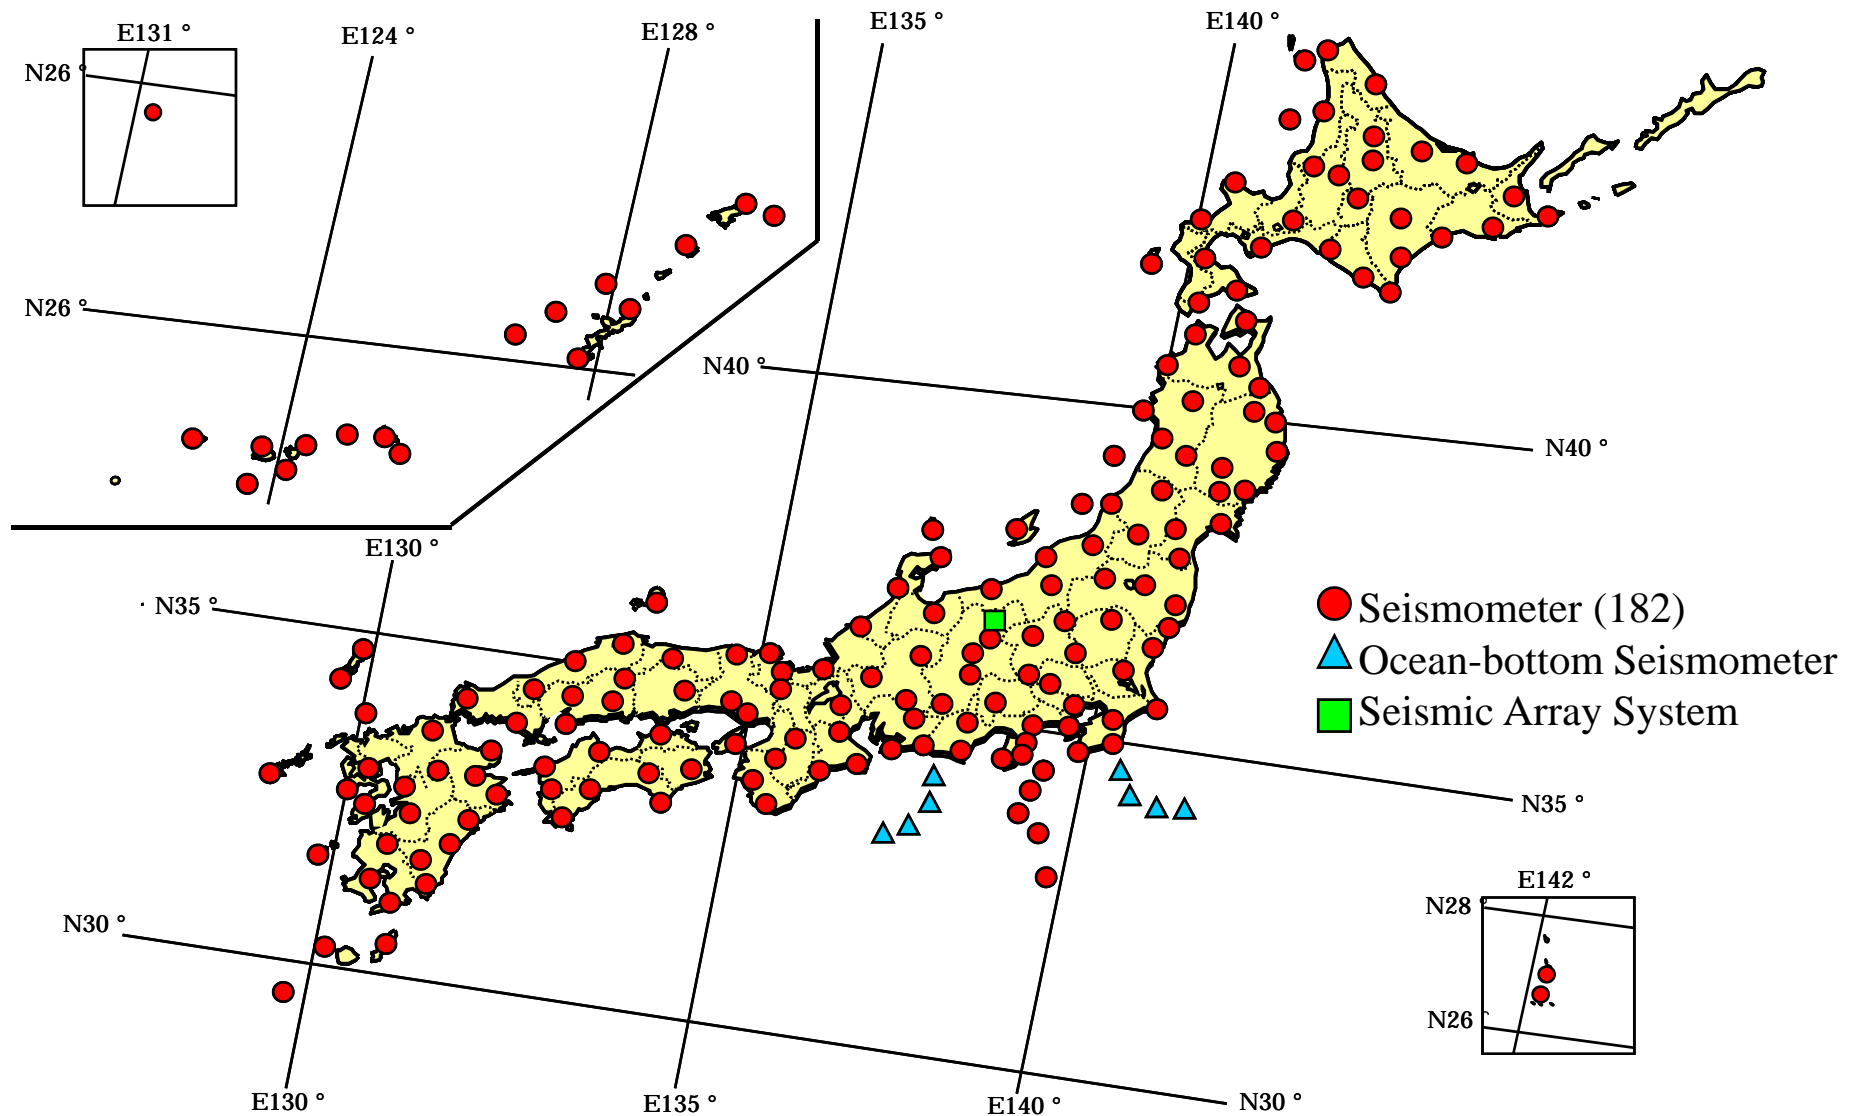 E135 °
E140 °
E131 °
E124 °
E128 °
N26 °
N26 °
N40 °
N40 °
E130 °
N35 °
Seismometer (182)
Ocean-bottom Seismometer
Seismic Array System
N35 °
E142 °
N28 °
N30 °
N26 °
E130 °
E135 °
E140 °
N30 °